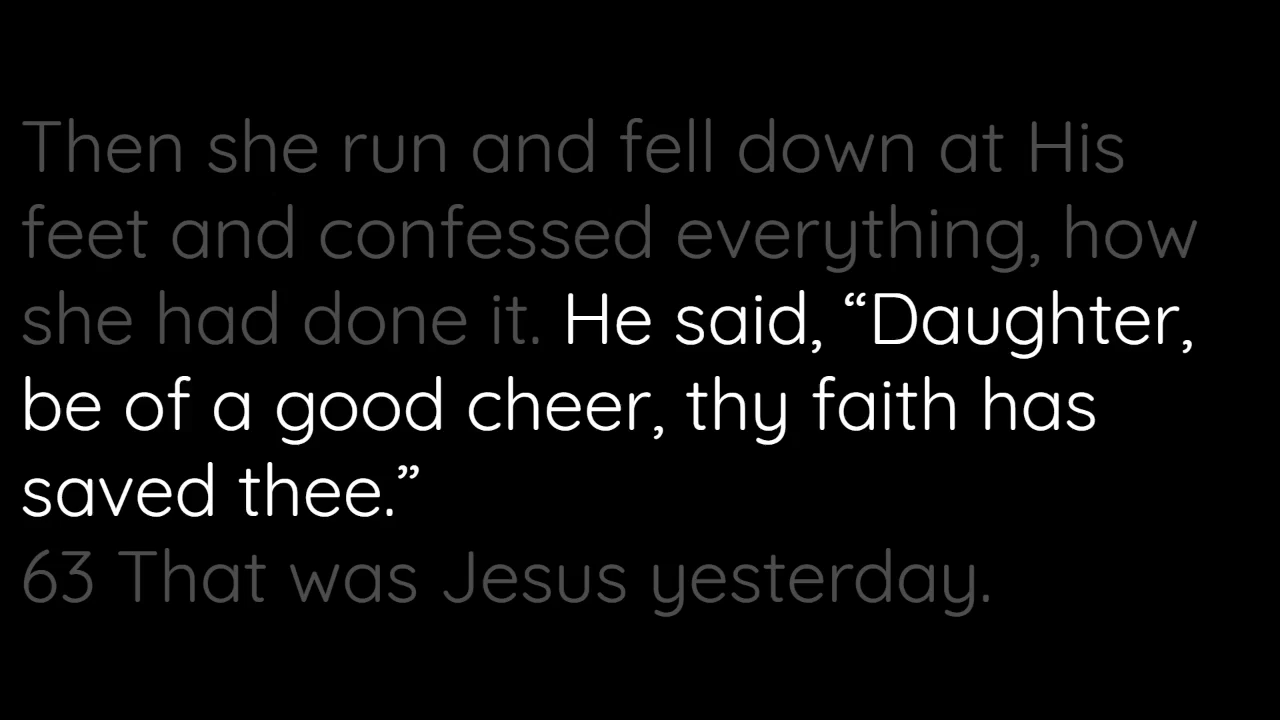 Then she run and fell down at His
feet and confessed everything, how
she had done it. He said, “Daughter,
be of a good cheer, thy faith has
saved thee.”
63 That was Jesus yesterday.